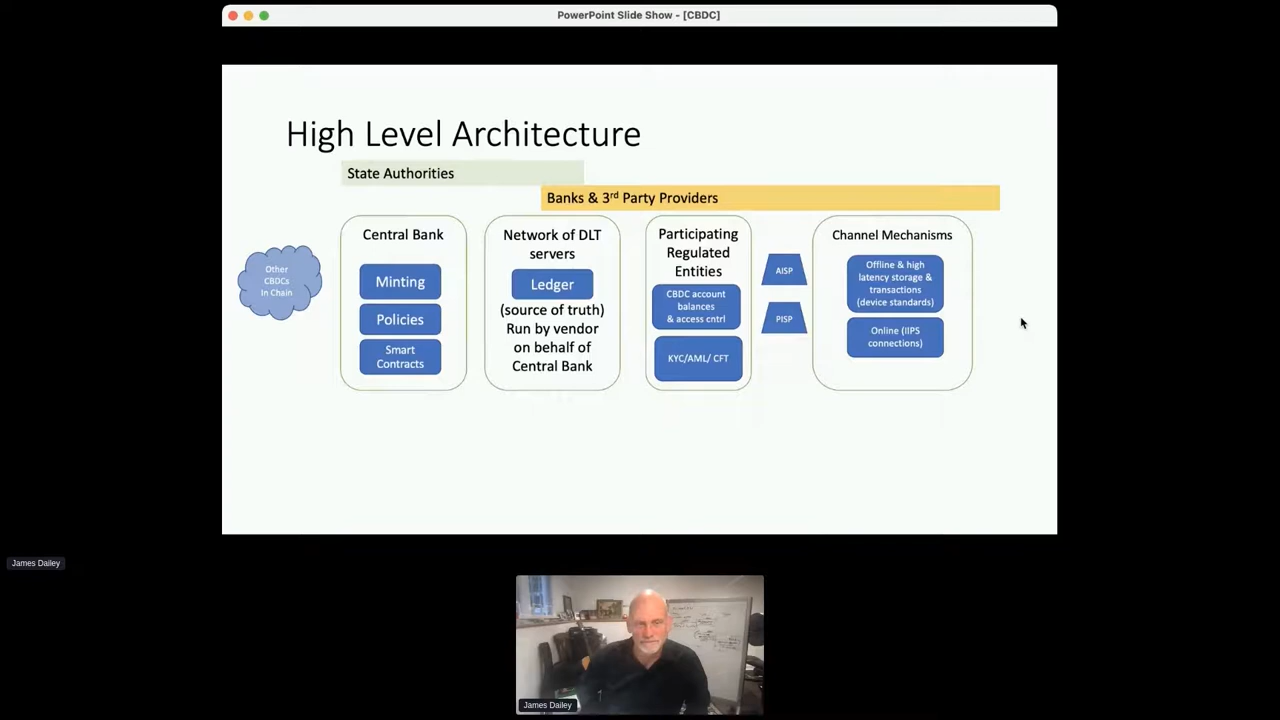 PowerPoint Slide Show - [CBDC]
High Level Architecture
State Authorities
Banks & 3rd Party Providers
Other
CBDCs
In Chain
Central Bank
Minting
Policies
Smart
Contracts
Network of DLT
servers
Ledger
(source of truth)
Run by vendor
on behalf of
Central Bank
Participating
Regulated
Entities
CBDC account
balances
& access cntrl
KYC/AML/ CFT
AISP
PISP
Channel Mechanisms
Offline & high
latency storage &
transactions
(device standards)
Online (IIPS
connections)
James Dailey
James Dailey